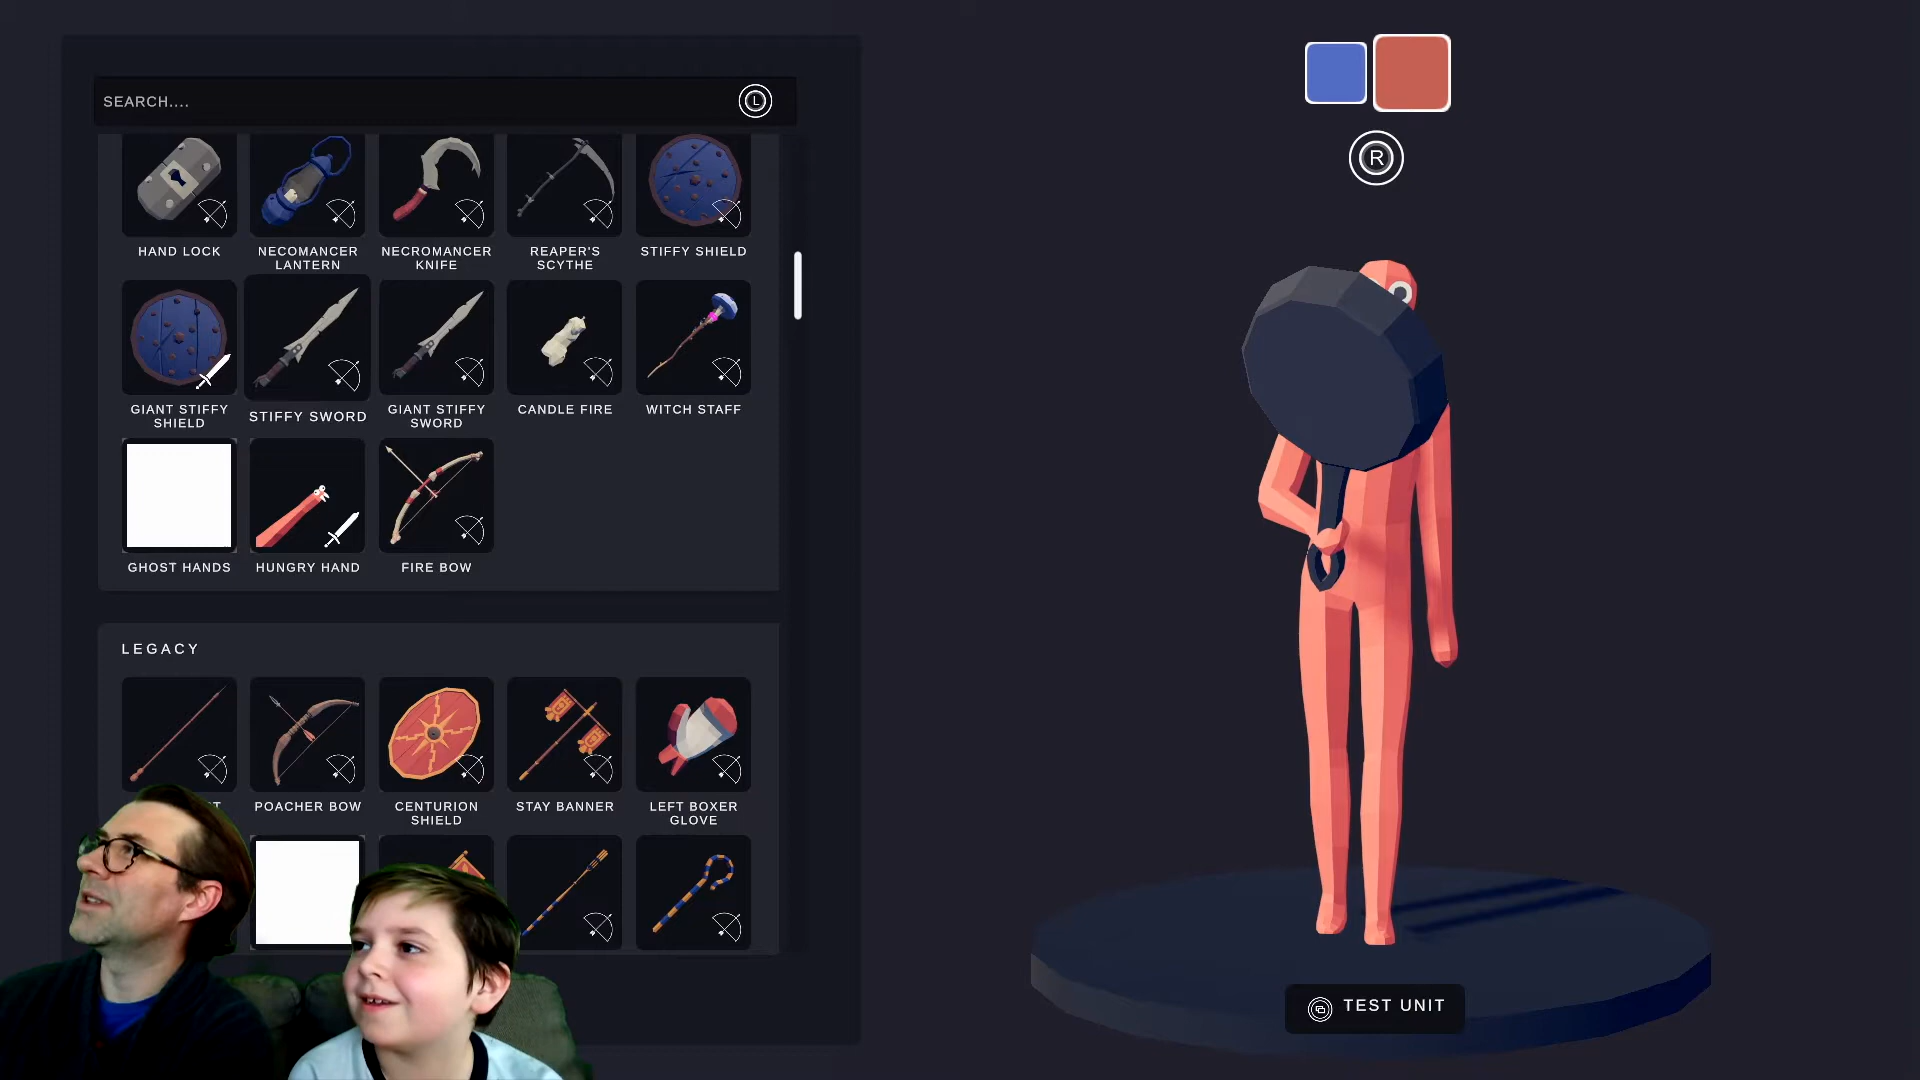 SEARCH....
L
R
HAND LOCK
NECOMANCER
LANTERN
NECROMANCER
KNIFE
REAPER'S
SCYTHE
STIFFY SHIELD
GIANT STIFFY
SHIELD
STIFFY SWORD
GIANT STIFFY
SWORD
CANDLE FIRE
WITCH STAFF
GHOST HANDS
HUNGRY HAND
FIRE BOW
LEGACY
POACHER BOW
CENTURION
SHIELD
STAY BANNER
LEFT BOXER
GLOVE
TEST UNIT